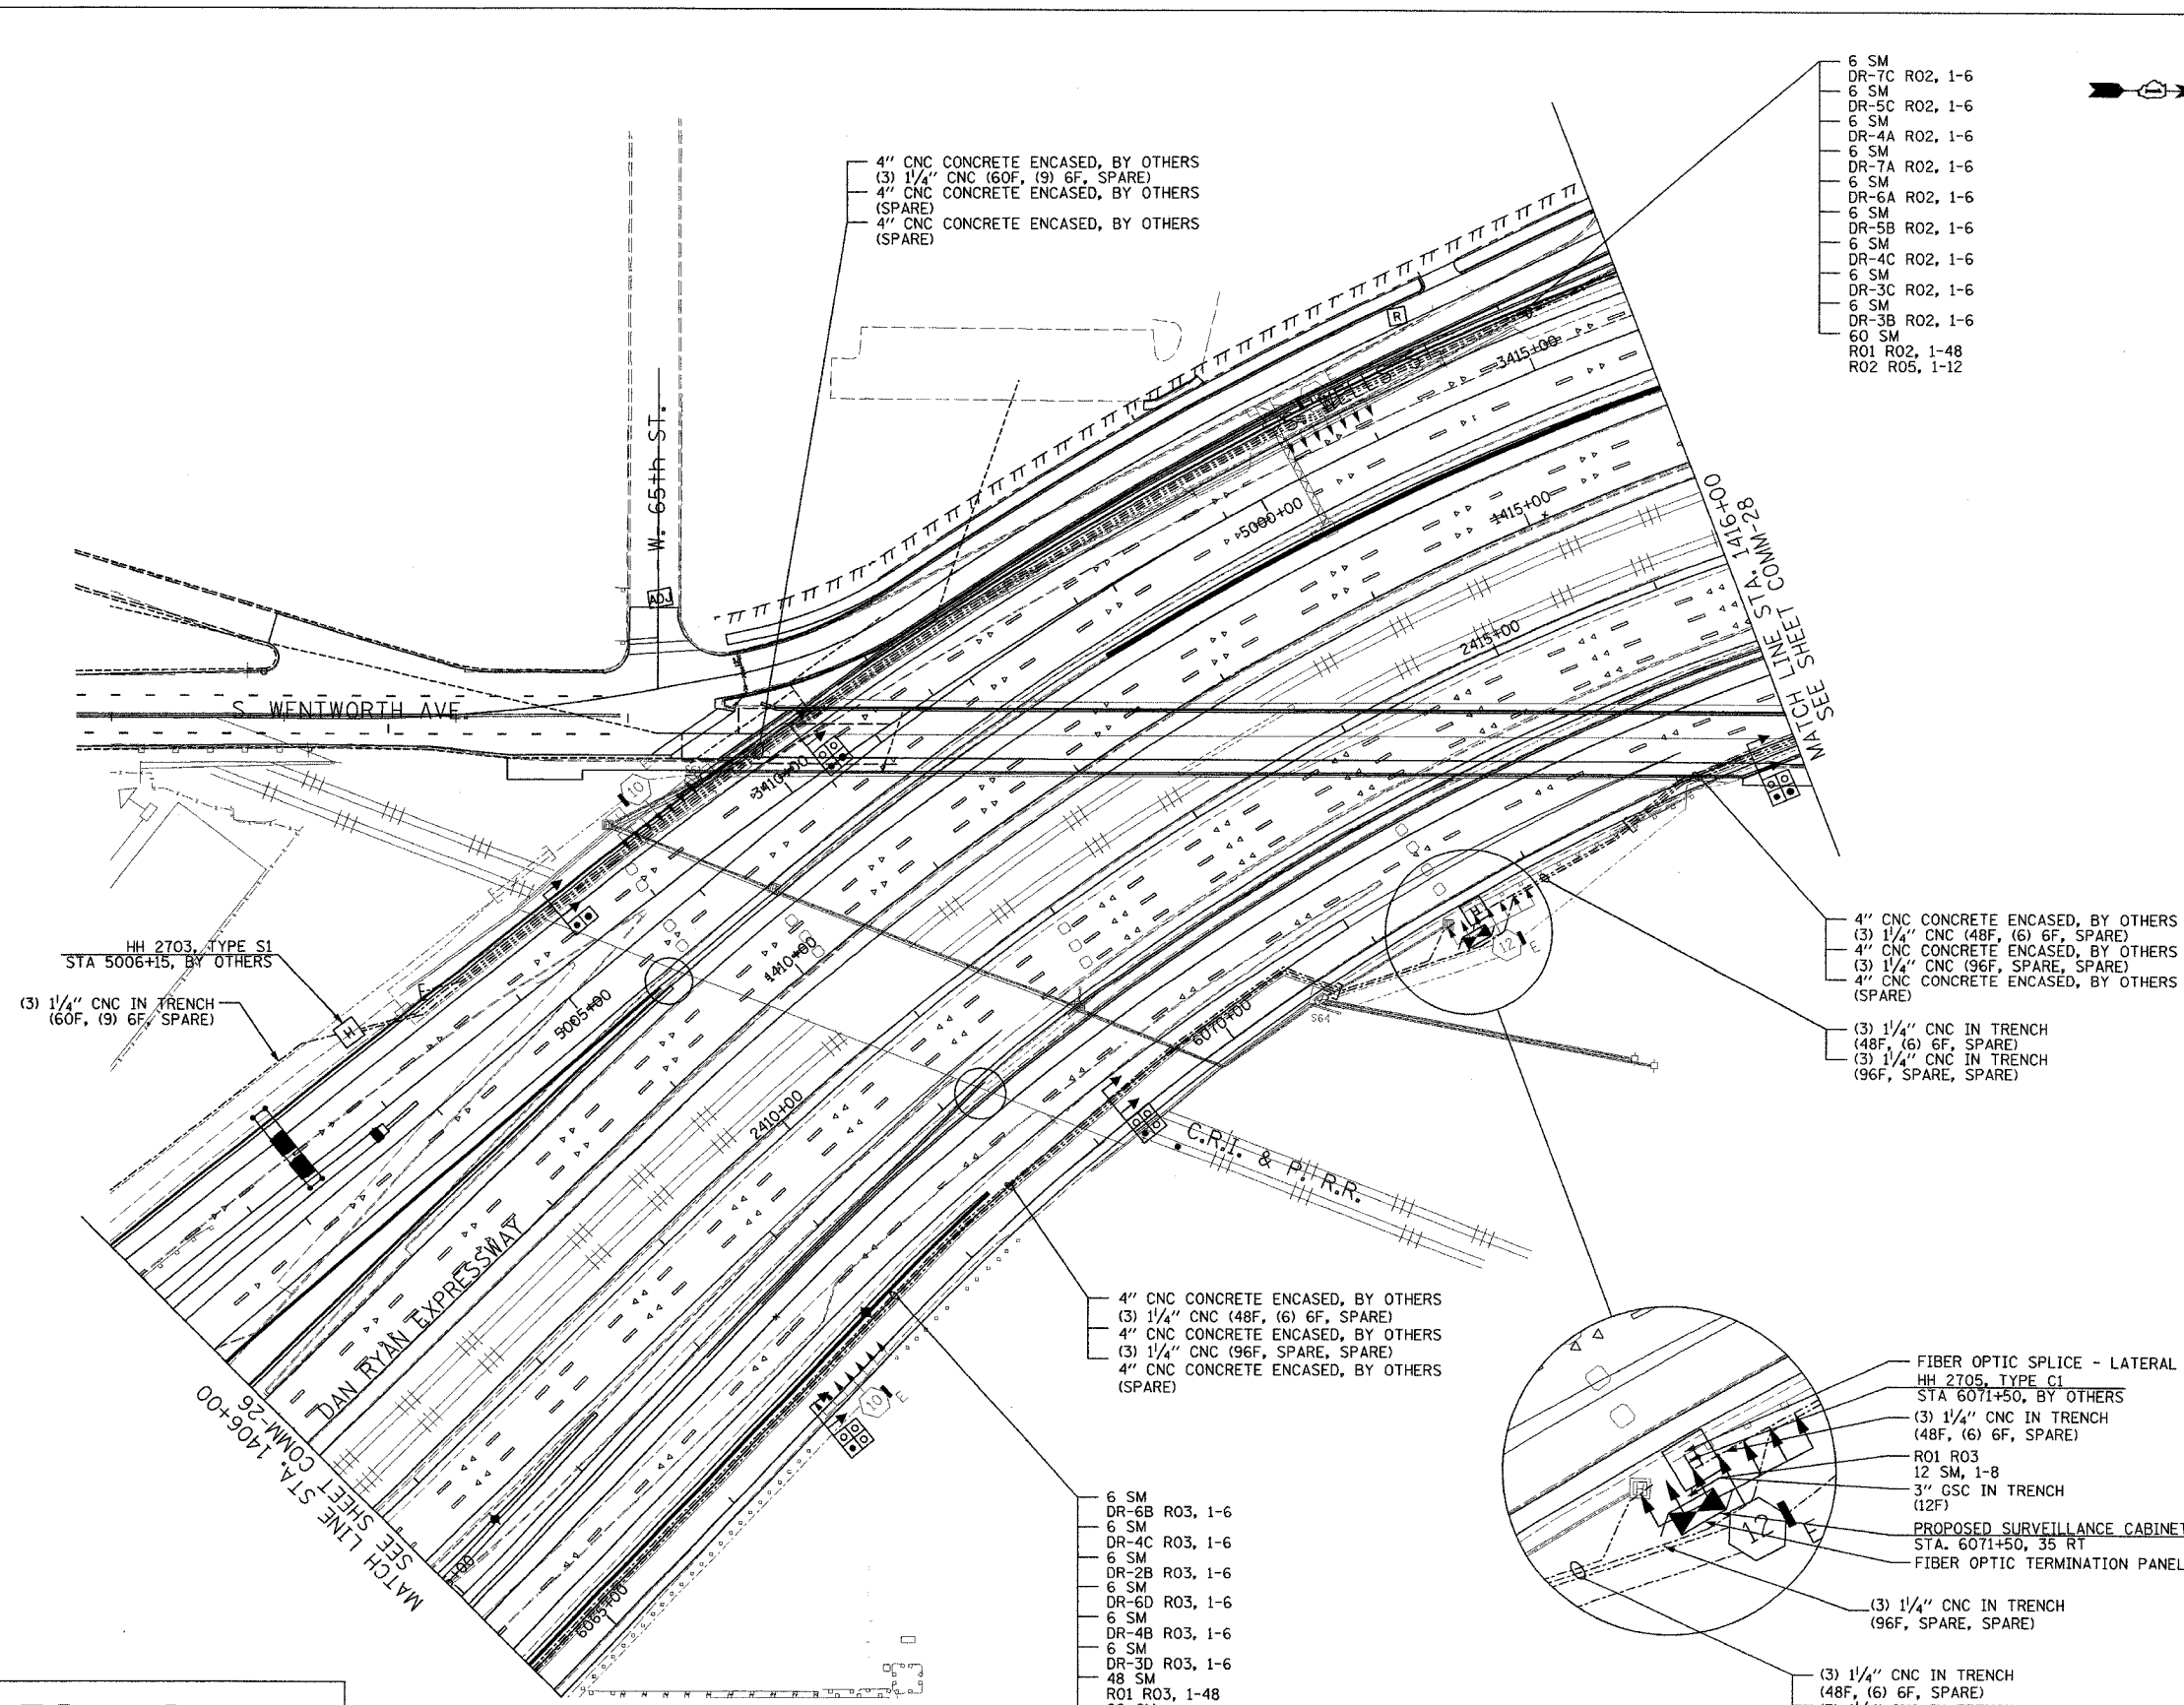 6 SM
DR-7C R02, 1-6
6 SM
DR-5C R02, 1-6
6 SM
DR-4A R02, 1-6
6 SM
DR-7A R02, 1-6
6 SM
DR-6A R02, 1-6
6 SM
DR-5B R02, 1-6
6 SM
DR-4C R02, 1-6
6 SM
DR-3C R02, 1-6
6 SM
DR-3B R02, 1-6
60 SM
R01 R02, 1-48
R02 R05, 1-12
4" CNC CONCRETE ENCASED, BY OTHERS
(3) 1¼" CNC (60F, (9) 6F, SPARE)
4" CNC CONCRETE ENCASED, BY OTHERS
(SPARE)
4" CNC CONCRETE ENCASED, BY OTHERS
(SPARE)
R
WELLS
3415+00
W. 65th ST.
5000+00
1415+00
MATCH LINE STA. 1416+00
SEE SHEET COMM-28
ADJ
2415+00
S. WENTWORTH AVE.
3410+00
10
HH 2703, TYPE S1
STA 5006+15, BY OTHERS
(3) 1¼" CNC IN TRENCH
(60F, (9) 6F, SPARE)
H
E
5005+00
1410+00
H
12
E
4" CNC CONCRETE ENCASED, BY OTHERS
(3) 1¼" CNC (48F, (6) 6F, SPARE)
4" CNC CONCRETE ENCASED, BY OTHERS
(3) 1¼" CNC (96F, SPARE, SPARE)
4" CNC CONCRETE ENCASED, BY OTHERS
(SPARE)
(3) 1¼" CNC IN TRENCH
(48F, (6) 6F, SPARE)
(3) 1¼" CNC IN TRENCH
(96F, SPARE, SPARE)
S64
6070+00
2410+00
C.R.I. & P. R.R.
DAN RYAN EXPRESSWAY
MATCH LINE STA. 1406+00
SEE SHEET COMM-26
10
E
4" CNC CONCRETE ENCASED, BY OTHERS
(3) 1¼" CNC (48F, (6) 6F, SPARE)
4" CNC CONCRETE ENCASED, BY OTHERS
(3) 1¼" CNC (96F, SPARE, SPARE)
4" CNC CONCRETE ENCASED, BY OTHERS
(SPARE)
6065+00
6 SM
DR-6B R03, 1-6
6 SM
DR-4C R03, 1-6
6 SM
DR-2B R03, 1-6
6 SM
DR-6D R03, 1-6
6 SM
DR-4B R03, 1-6
6 SM
DR-3D R03, 1-6
48 SM
R01 R03, 1-48
FIBER OPTIC SPLICE - LATERAL
HH 2705, TYPE C1
STA 6071+50, BY OTHERS
(3) 1¼" CNC IN TRENCH
(48F, (6) 6F, SPARE)
R01 R03
12 SM, 1-8
3" GSC IN TRENCH
(12F)
PROPOSED SURVEILLANCE CABINET
STA. 6071+50, 35 RT
FIBER OPTIC TERMINATION PANEL
(3) 1¼" CNC IN TRENCH
(96F, SPARE, SPARE)
H
12
E
(3) 1¼" CNC IN TRENCH
(48F, (6) 6F, SPARE)